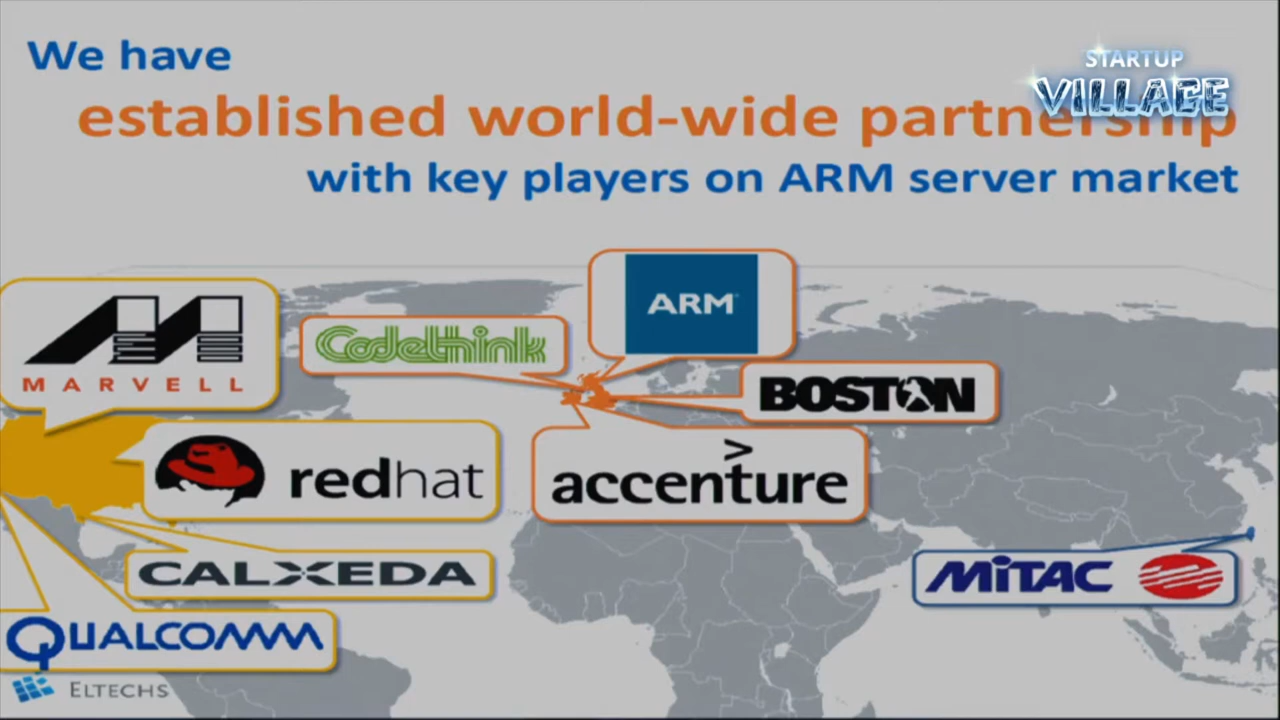 We have
STARTUP
VILLAGE
established world-wide partnership
with key players on ARM server market
ARM
MARVELL
Codethink
BOSTON
redhat
>
accenture
CALXEDA
MiTAC
QUALCOMM
ELTECHS